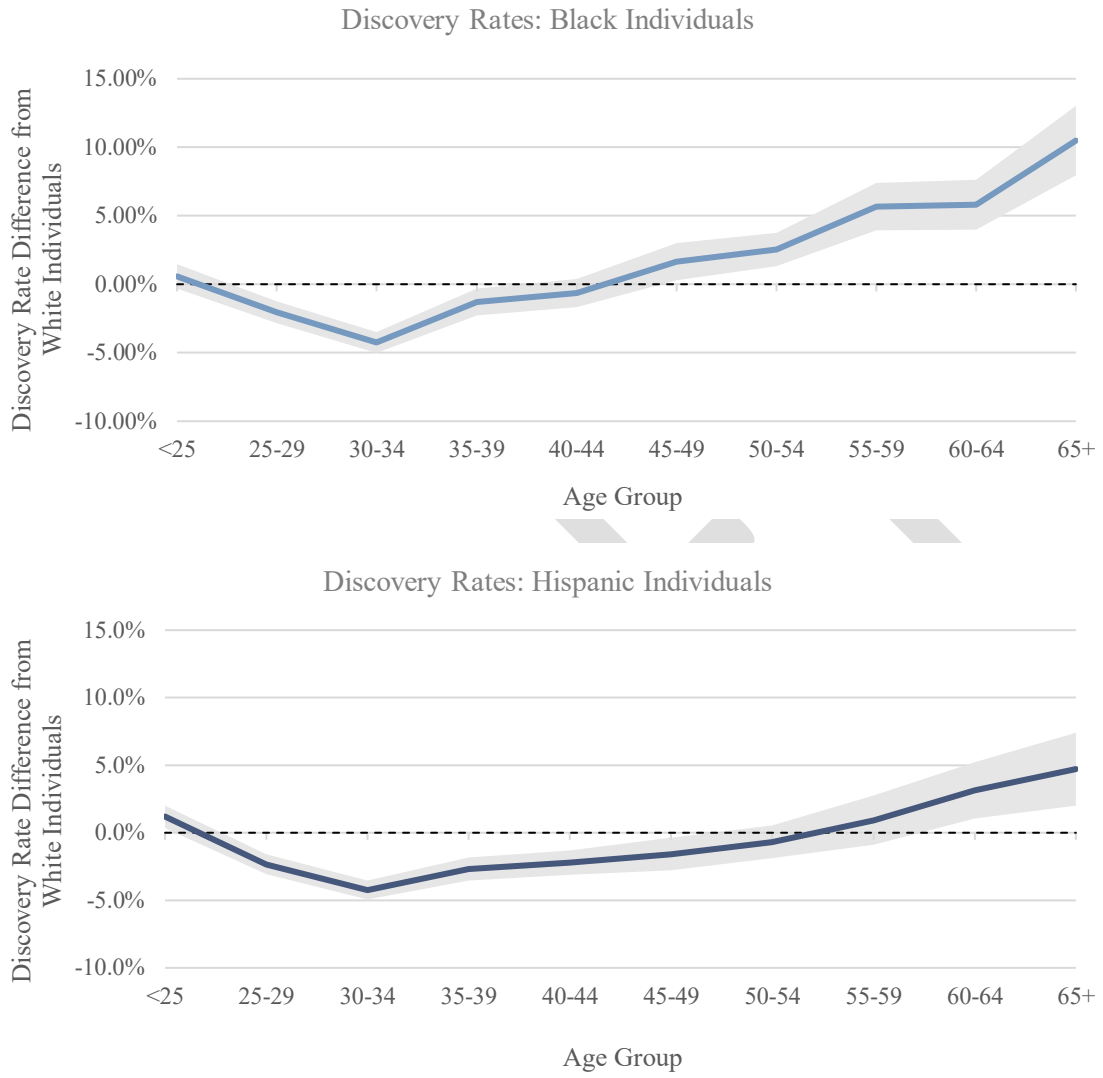 Discovery Rates: Black Individuals
Discovery Rate Difference from
White Individuals
15.00%
10.00%
5.00%
0.00%
-5.00%
-10.00%
<25 25-29 30-34 35-39 40-44 45-49 50-54 55-59 60-64 65+
Age Group
Discovery Rates: Hispanic Individuals
Discovery Rate Difference from
White Individuals
15.0%
10.0%
5.0%
0.0%
-5.0%
-10.0%
<25 25-29 30-34 35-39 40-44 45-49 50-54 55-59 60-64 65+
Age Group